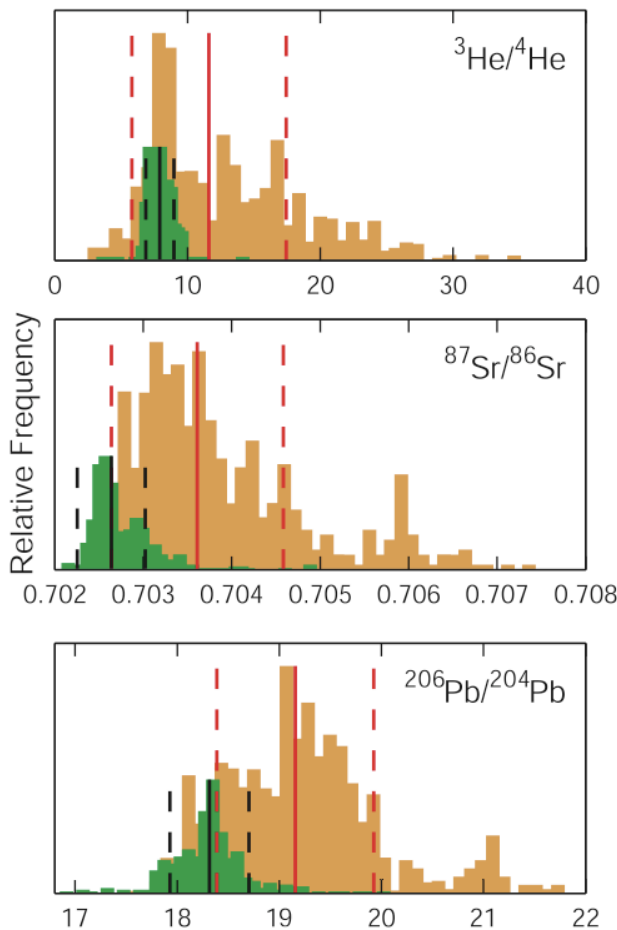 ³He/⁴He
0 10 20 30 40
Relative Frequency
⁸⁷Sr/⁸⁶Sr
0.702 0.703 0.704 0.705 0.706 0.707 0.708
²⁰⁶Pb/²⁰⁴Pb
17 18 19 20 21 22